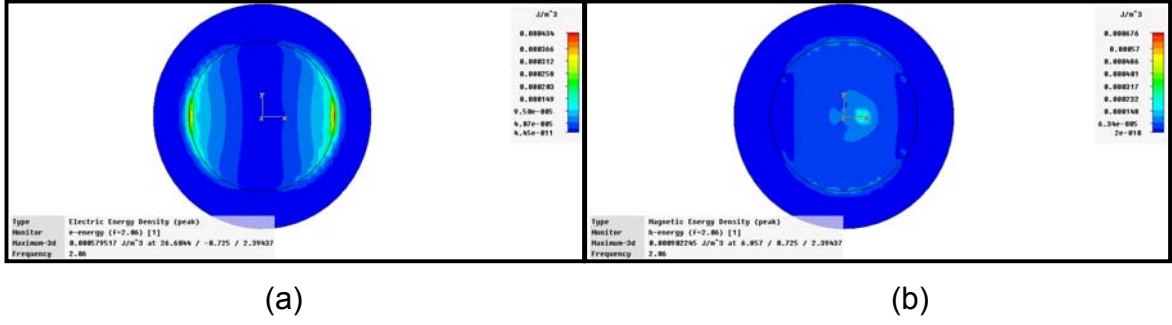 J/m^3
0.000434
0.000366
0.000312
0.000258
0.000203
0.000149
9.50e-005
4.07e-005
4.45e-011
Y
X
Type Electric Energy Density (peak)
Monitor e-energy (f=2.06) [1]
Maximum-3d 0.000579517 J/m^3 at 26.6044 / -0.725 / 2.39437
Frequency 2.06
(a)
J/m^3
0.000676
0.00057
0.000486
0.000401
0.000317
0.000232
0.000148
6.34e-005
2e-010
Y
X
Type Magnetic Energy Density (peak)
Monitor h-energy (f=2.06) [1]
Maximum-3d 0.000902245 J/m^3 at 6.057 / 0.725 / 2.39437
Frequency 2.06
(b)